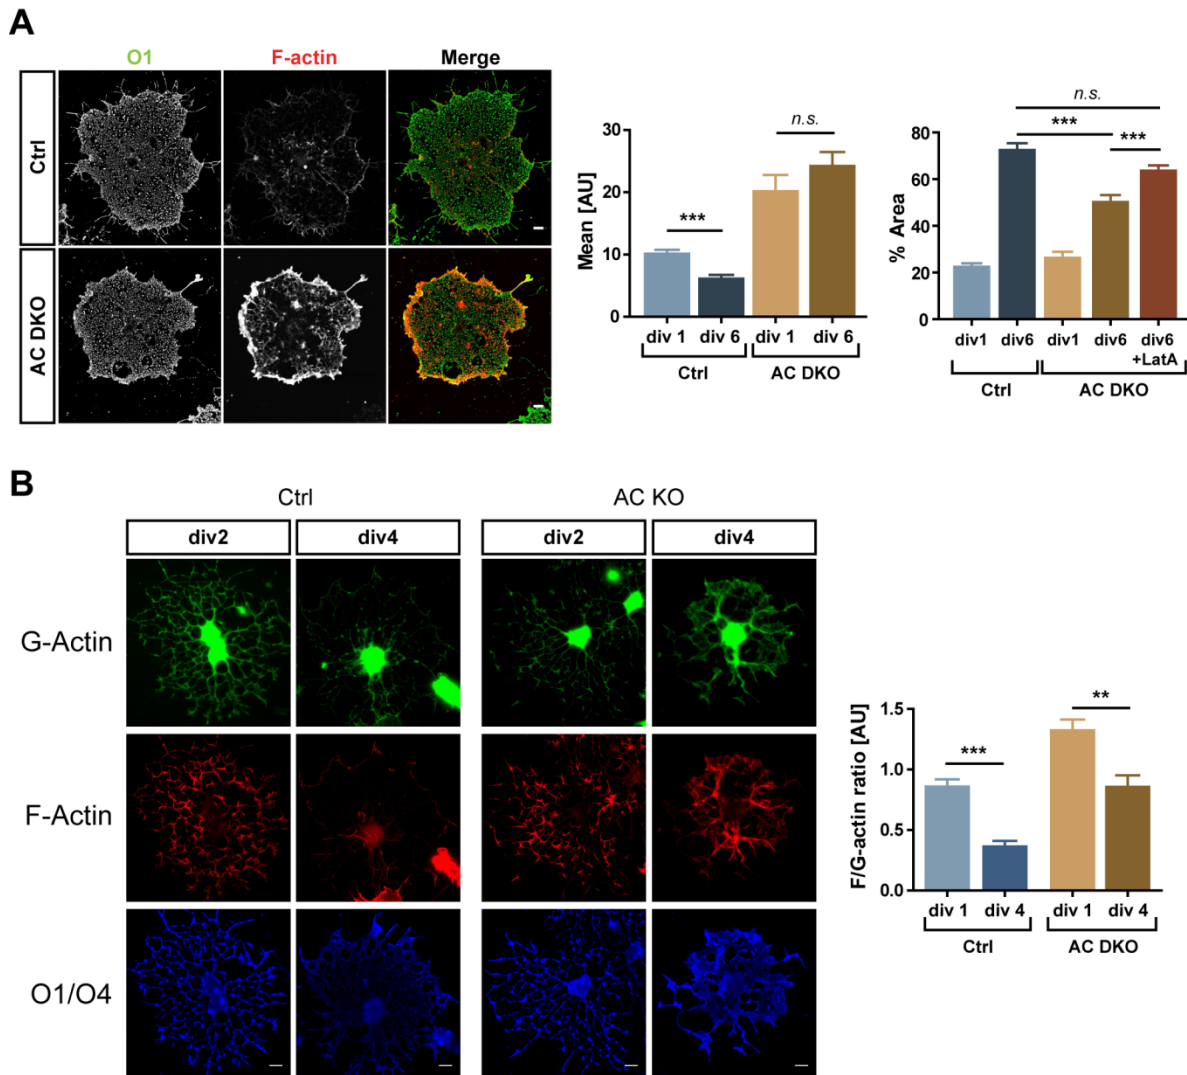 A
O1 F-actin Merge
Ctrl
AC DKO
Mean [AU]
30
20
10
0
***
n.s.
div 1 div 6 div 1 div 6
Ctrl AC DKO
% Area
80
60
40
20
0
n.s.
*** ***
div1 div6 div1 div6 div6
+LatA
Ctrl AC DKO
B
Ctrl AC KO
div2 div4 div2 div4
G-Actin
F-Actin
O1/O4
F/G-actin ratio [AU]
1.5
1.0
0.5
0.0
***
**
div 1 div 4 div 1 div 4
Ctrl AC DKO